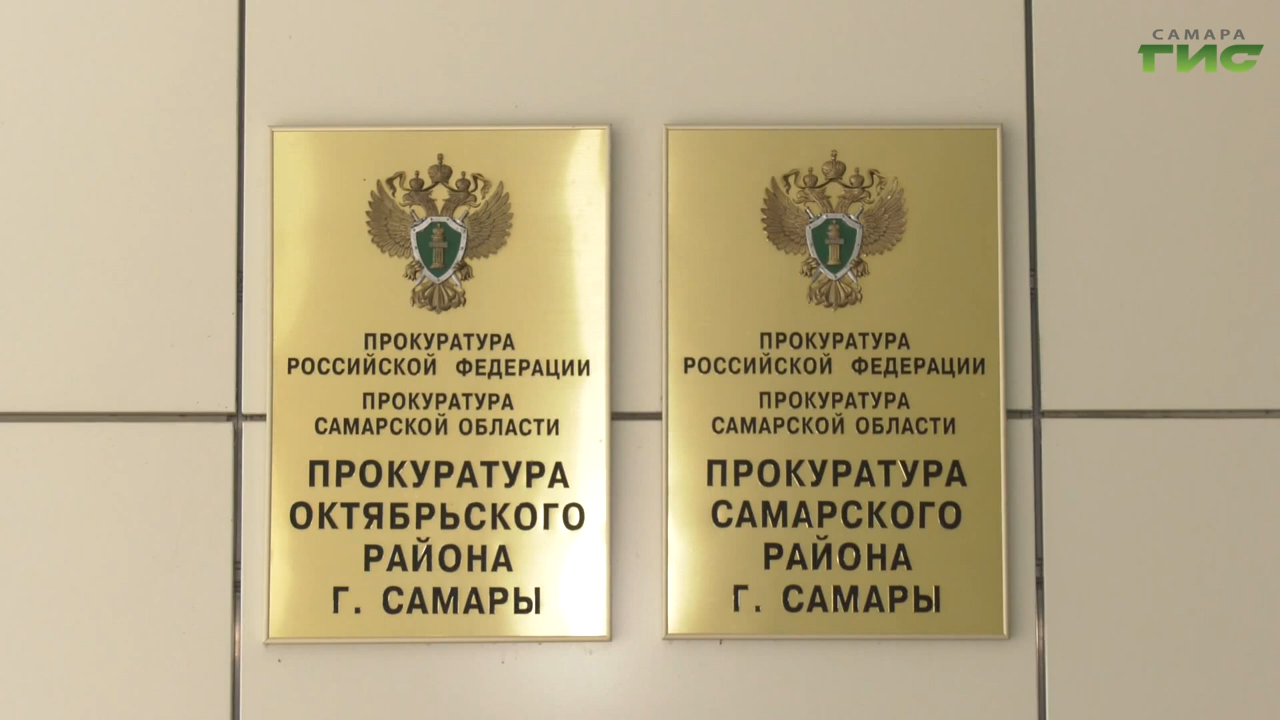 САМАРА
ГИС
ПРОКУРАТУРА
РОССИЙСКОЙ ФЕДЕРАЦИИ
ПРОКУРАТУРА
САМАРСКОЙ ОБЛАСТИ
ПРОКУРАТУРА
ОКТЯБРЬСКОГО
РАЙОНА
Г. САМАРЫ
ПРОКУРАТУРА
РОССИЙСКОЙ ФЕДЕРАЦИИ
ПРОКУРАТУРА
САМАРСКОЙ ОБЛАСТИ
ПРОКУРАТУРА
САМАРСКОГО
РАЙОНА
Г. САМАРЫ